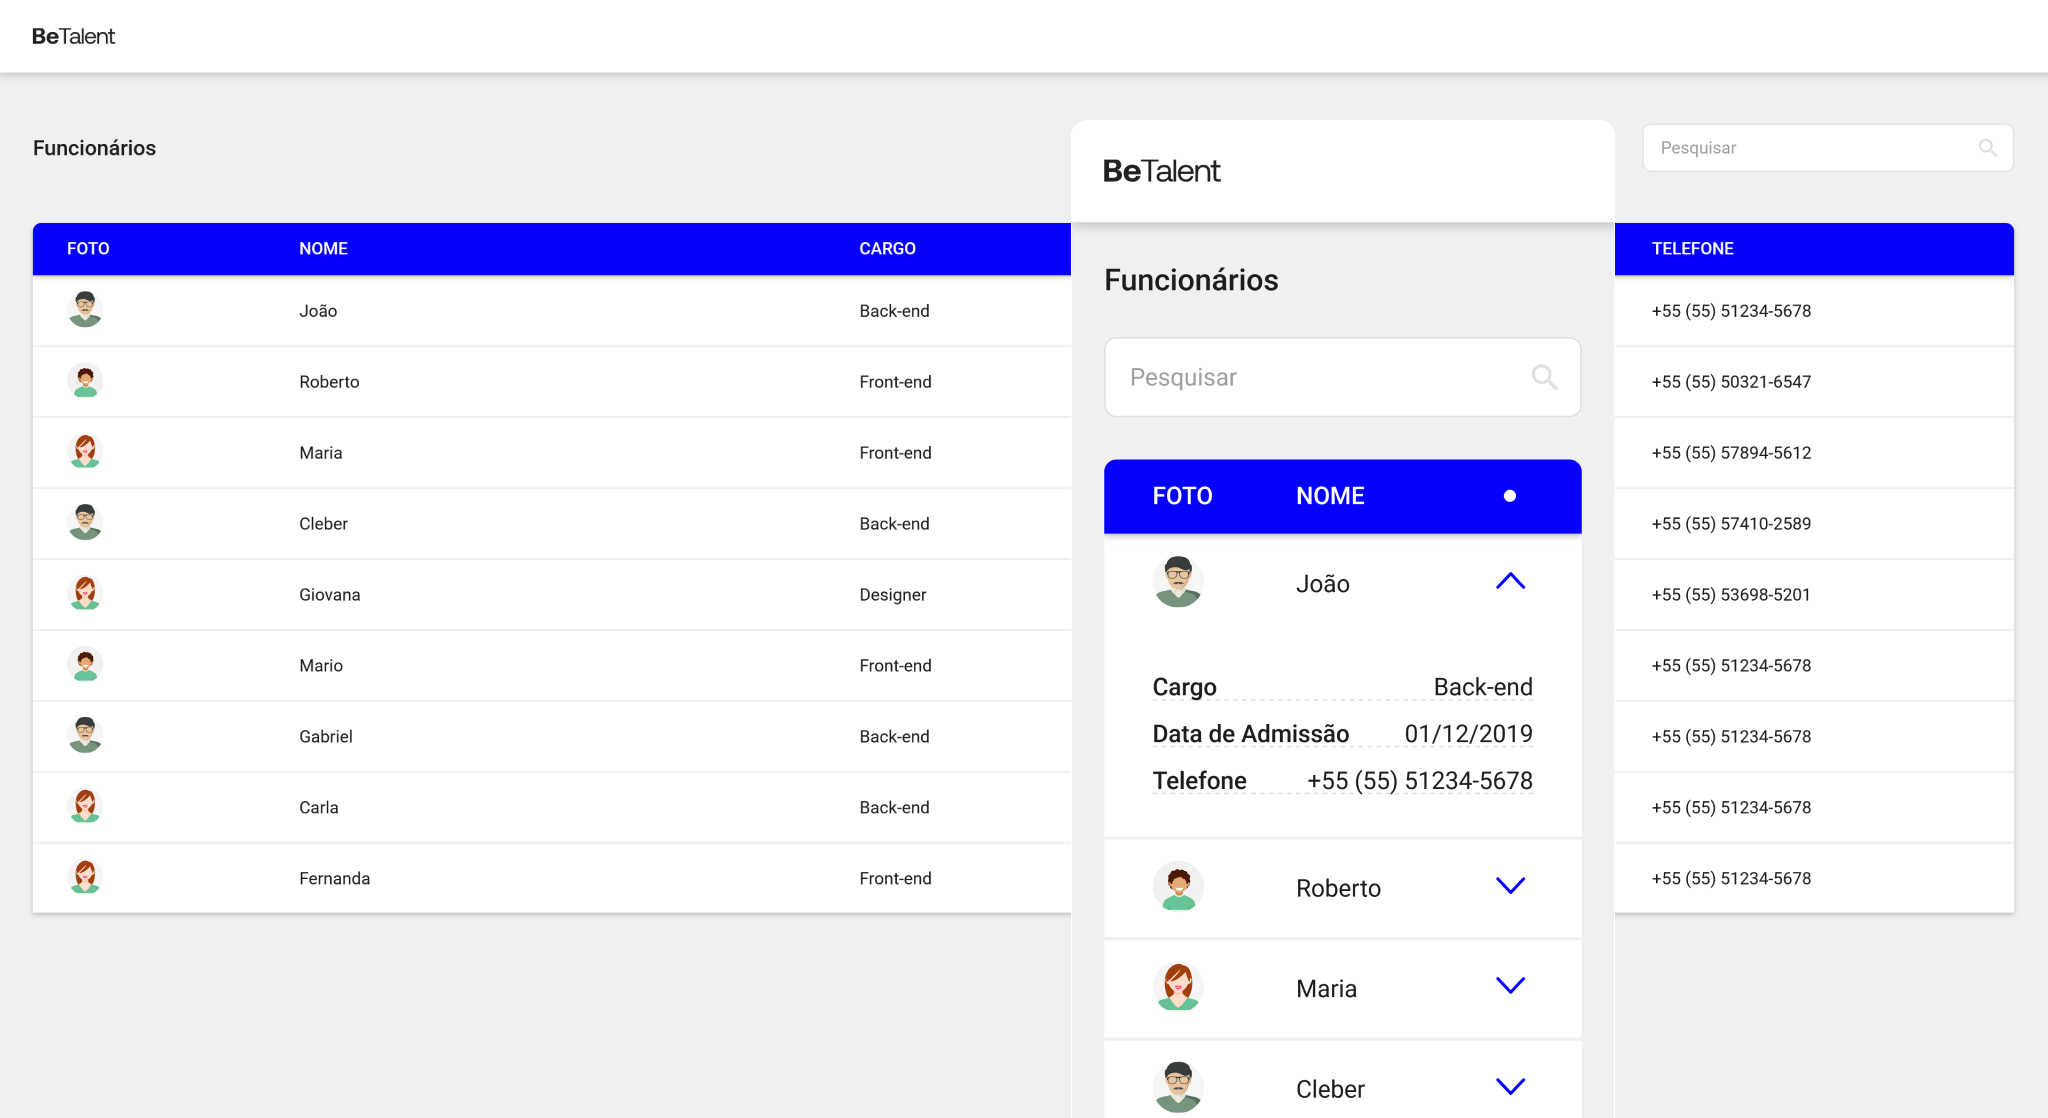 BeTalent
Funcionários
Pesquisar
FOTO NOME CARGO TELEFONE
João Back-end +55 (55) 51234-5678
Roberto Front-end +55 (55) 50321-6547
Maria Front-end +55 (55) 57894-5612
Cleber Back-end +55 (55) 57410-2589
Giovana Designer +55 (55) 53698-5201
Mario Front-end +55 (55) 51234-5678
Gabriel Back-end +55 (55) 51234-5678
Carla Back-end +55 (55) 51234-5678
Fernanda Front-end +55 (55) 51234-5678
BeTalent
Funcionários
Pesquisar
FOTO NOME
João
Cargo Back-end
Data de Admissão 01/12/2019
Telefone +55 (55) 51234-5678
Roberto
Maria
Cleber